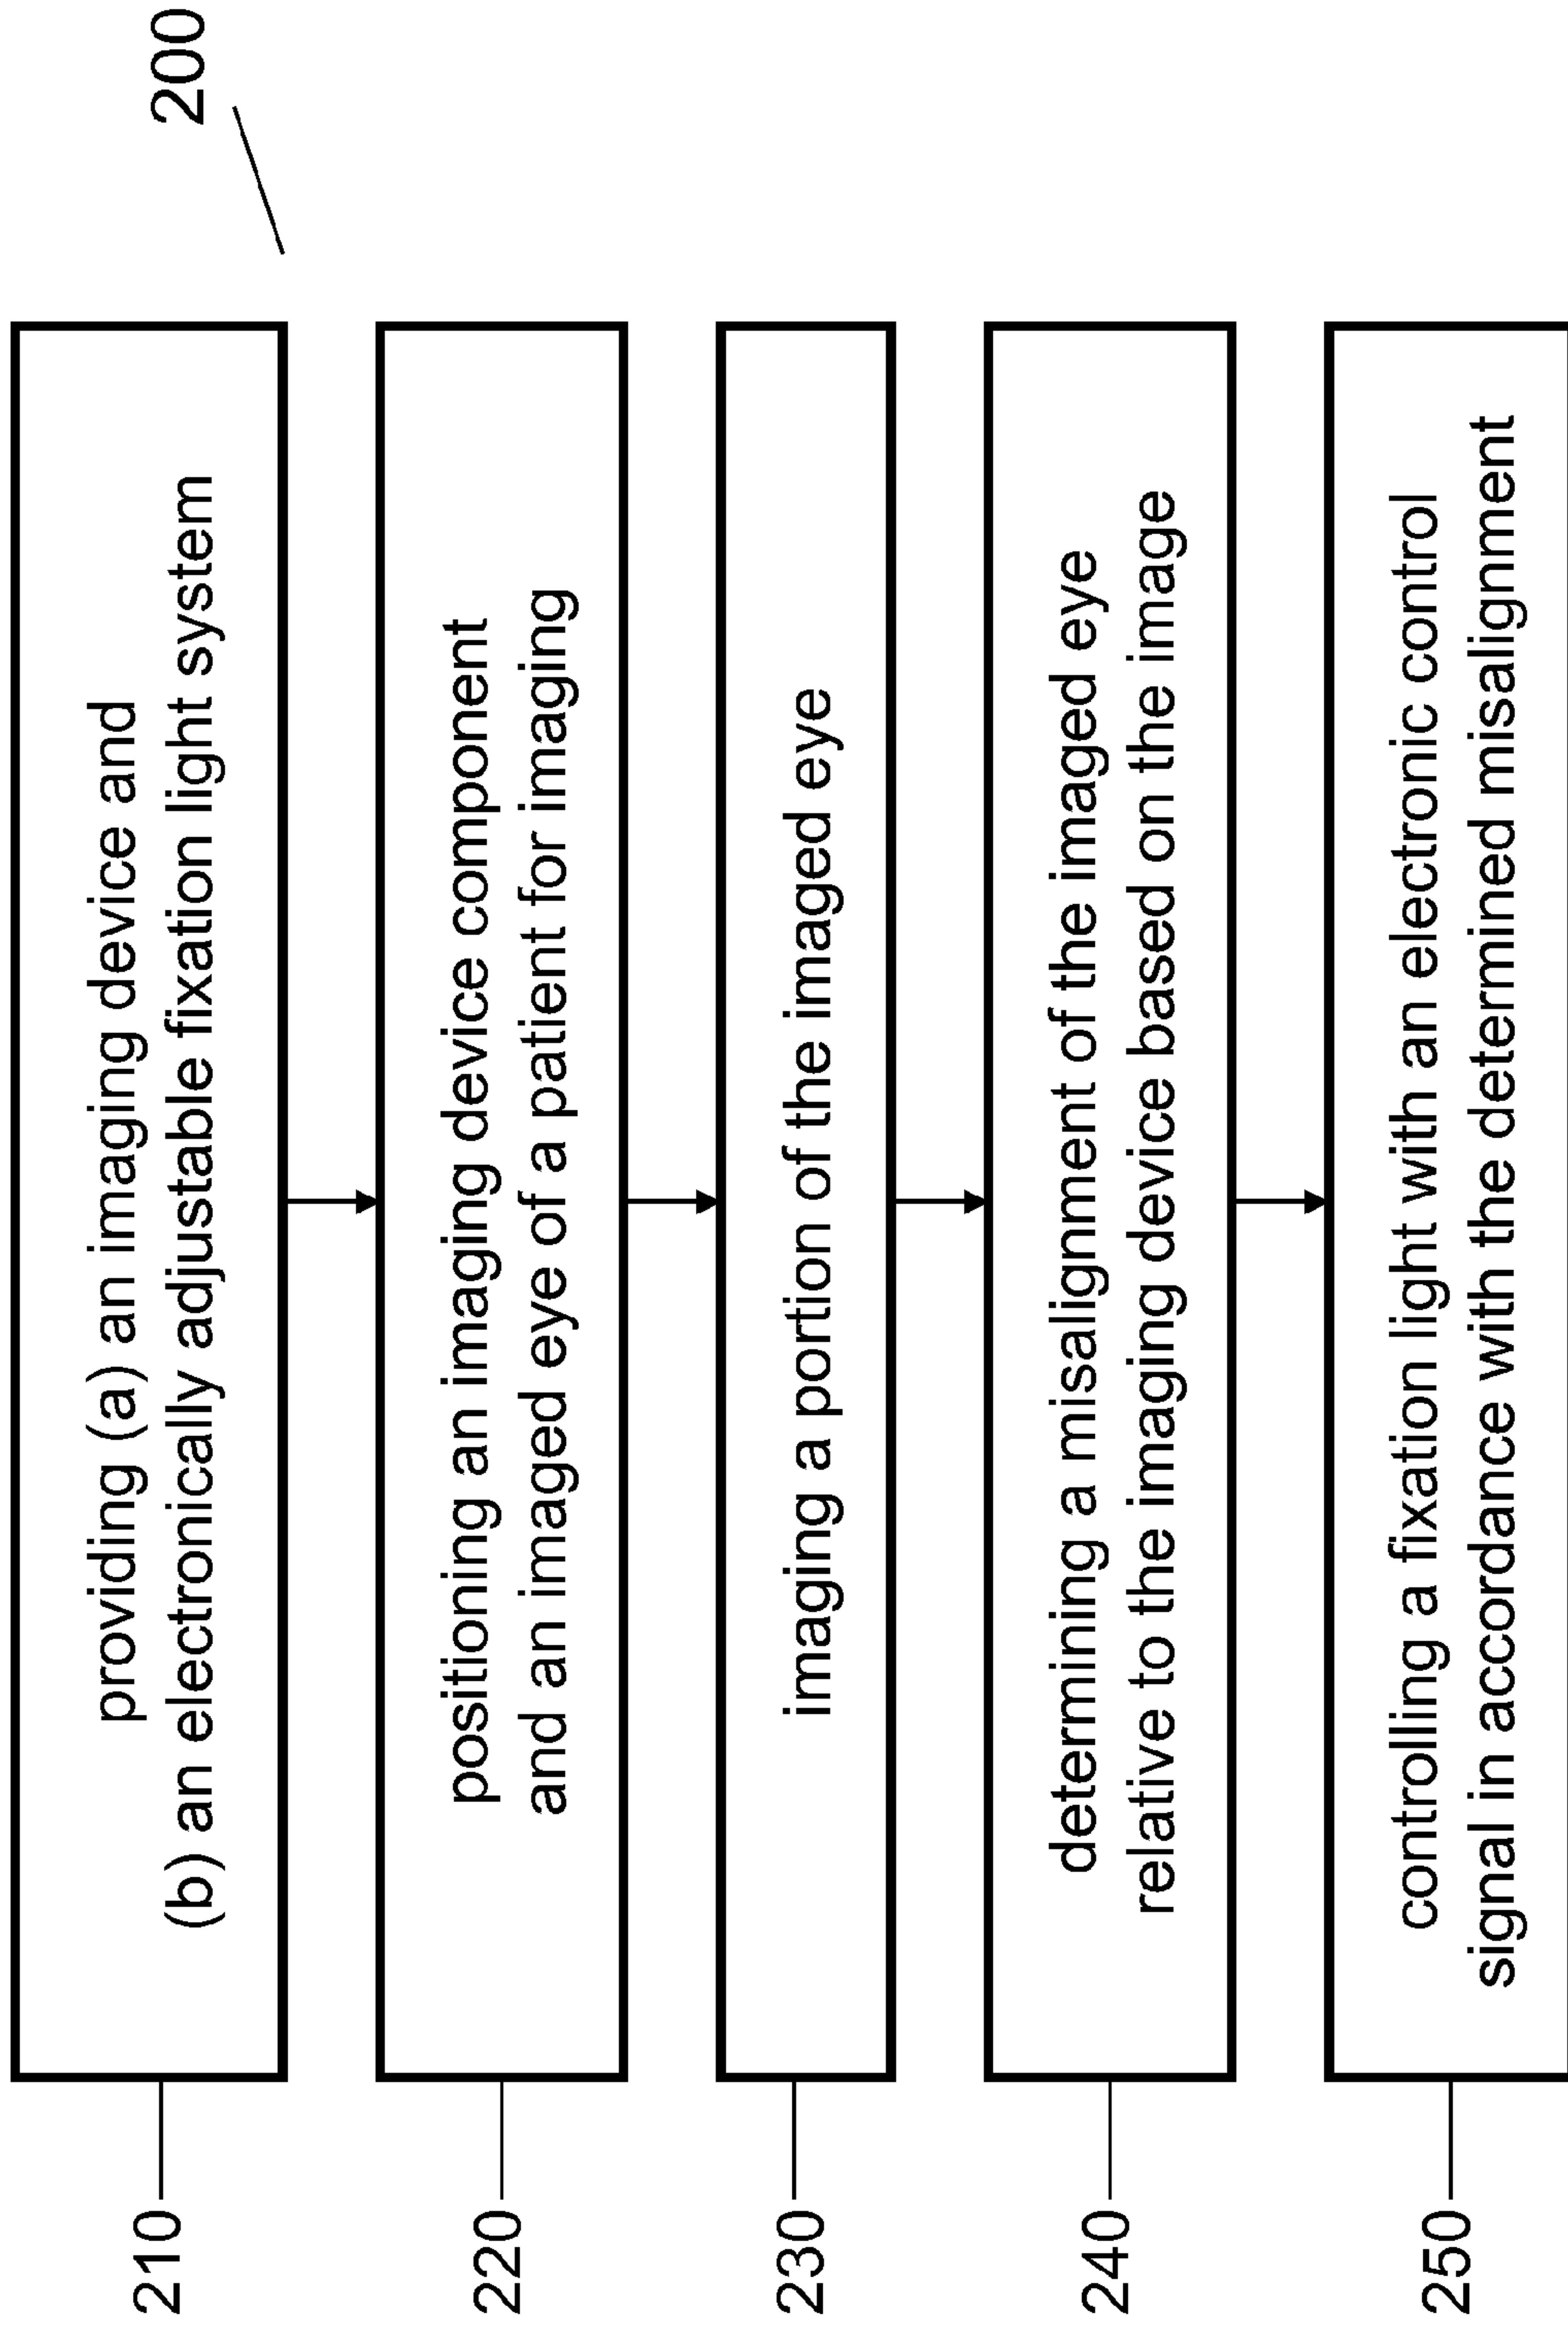 200
210
providing (a) an imaging device and
(b) an electronically adjustable fixation light system
220
positioning an imaging device component
and an imaged eye of a patient for imaging
230
imaging a portion of the imaged eye
240
determining a misalignment of the imaged eye
relative to the imaging device based on the image
250
controlling a fixation light with an electronic control
signal in accordance with the determined misalignment